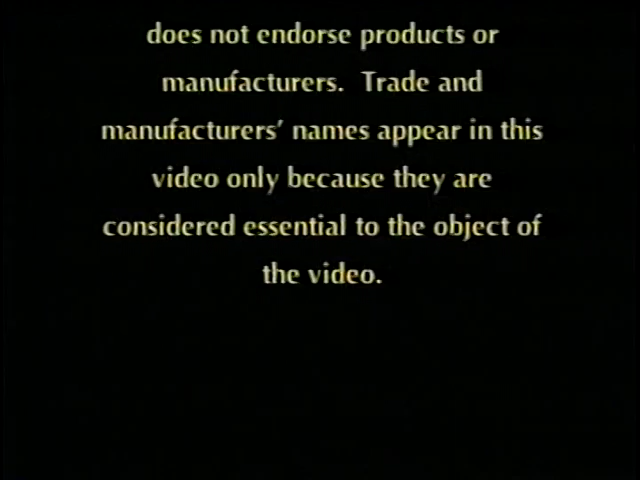 does not endorse products or
manufacturers.  Trade and
manufacturers' names appear in this
video only because they are
considered essential to the object of
the video.